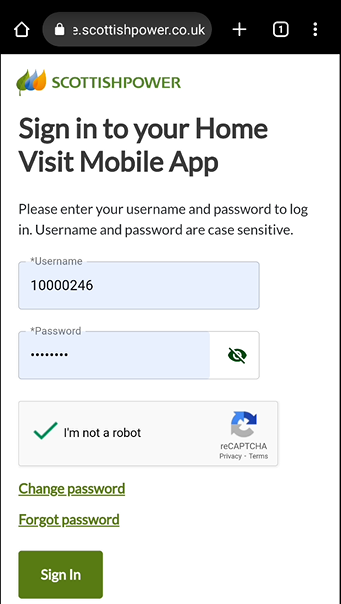 e.scottishpower.co.uk
1
SCOTTISHPOWER
Sign in to your Home
Visit Mobile App
Please enter your username and password to log
in. Username and password are case sensitive.
*Username
10000246
*Password
••••••••
I'm not a robot
reCAPTCHA
Privacy - Terms
Change password
Forgot password
Sign In